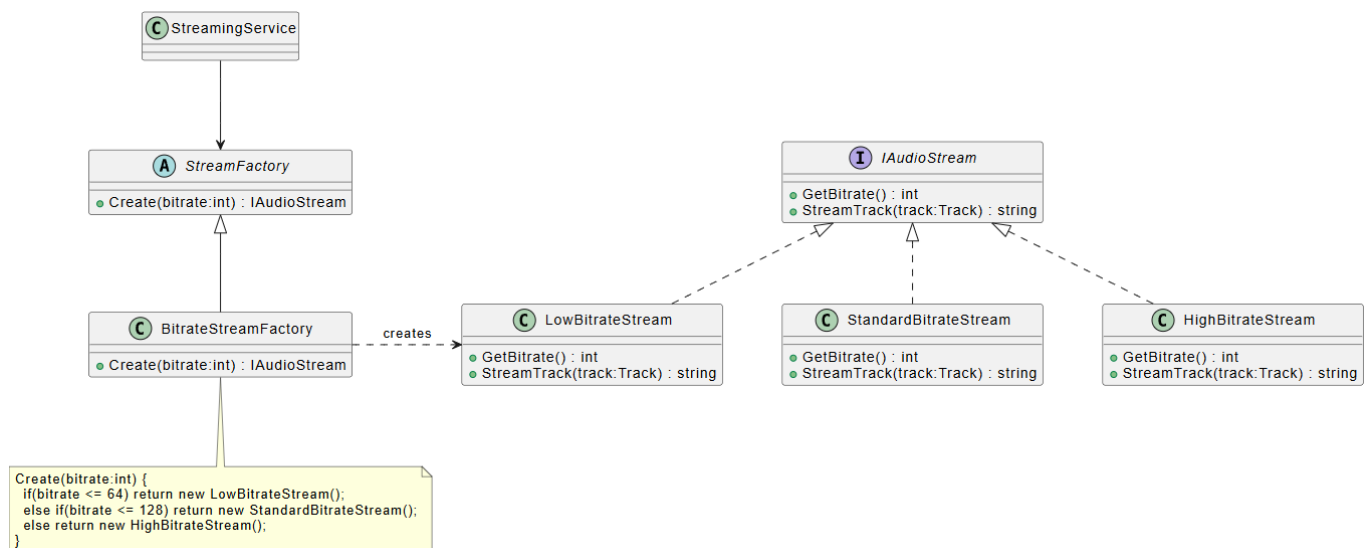 C StreamingService
A StreamFactory
Create(bitrate:int) : IAudioStream
I IAudioStream
GetBitrate() : int
StreamTrack(track:Track) : string
C BitrateStreamFactory
Create(bitrate:int) : IAudioStream
creates
C LowBitrateStream
GetBitrate() : int
StreamTrack(track:Track) : string
C StandardBitrateStream
GetBitrate() : int
StreamTrack(track:Track) : string
C HighBitrateStream
GetBitrate() : int
StreamTrack(track:Track) : string
Create(bitrate:int) {
if(bitrate <= 64) return new LowBitrateStream();
else if(bitrate <= 128) return new StandardBitrateStream();
else return new HighBitrateStream();
}